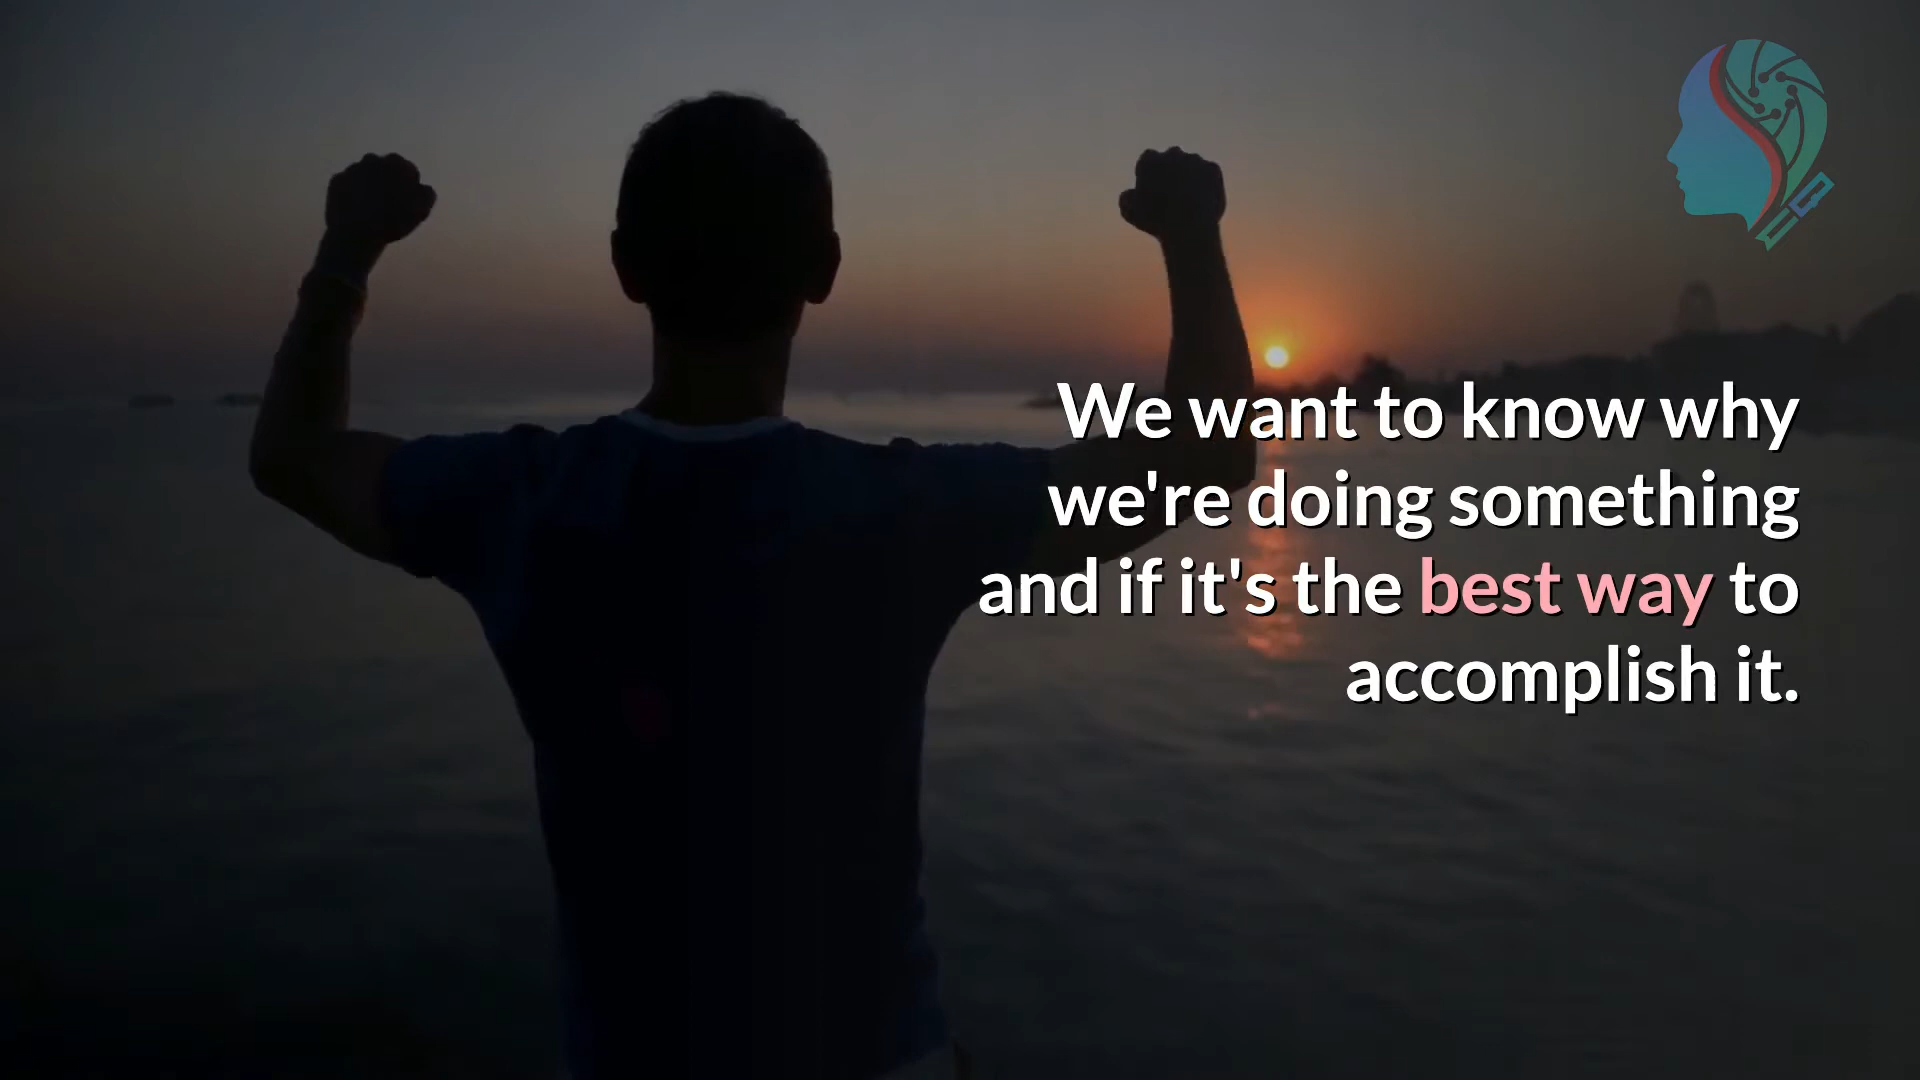 We want to know why
we're doing something
and if it's the best way to
accomplish it.